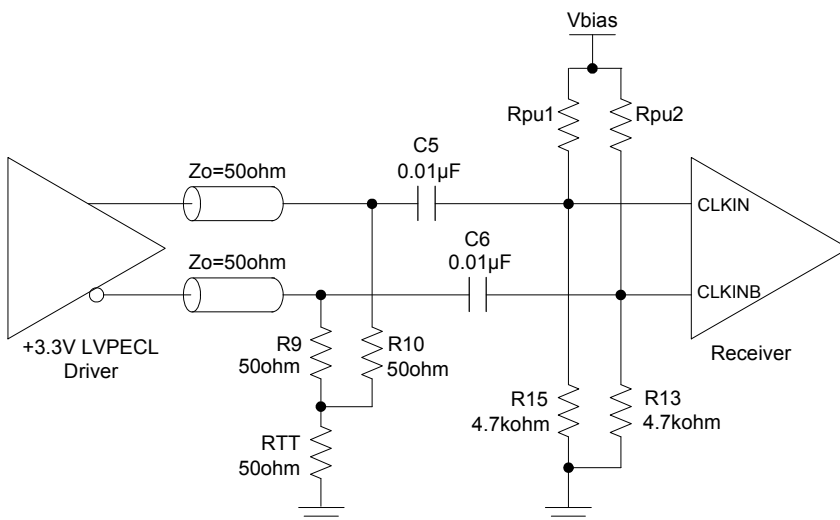 Vbias
Rpu1
Rpu2
C5
0.01µF
Zo=50ohm
CLKIN
C6
0.01µF
Zo=50ohm
CLKINB
+3.3V LVPECL
Driver
R9
50ohm
R10
50ohm
Receiver
R15
4.7kohm
R13
4.7kohm
RTT
50ohm